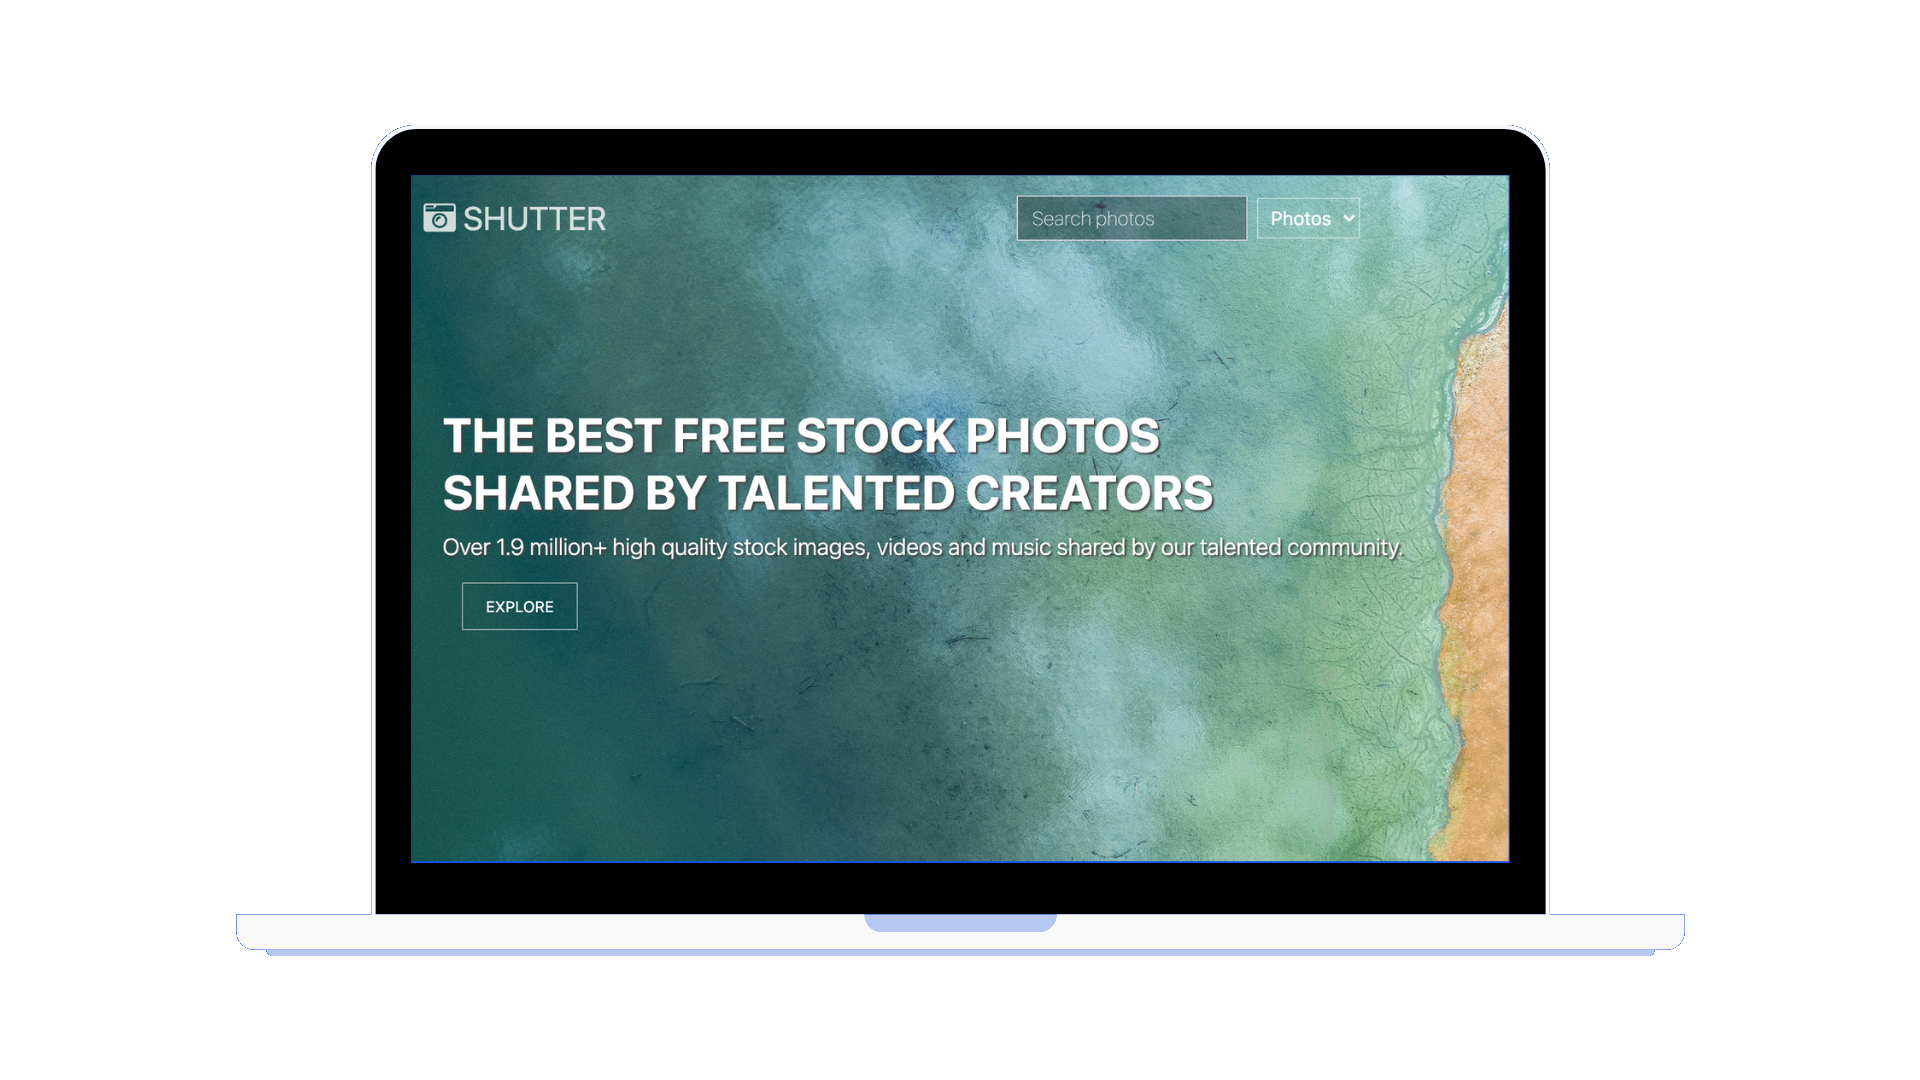 SHUTTER
Search photos
Photos
THE BEST FREE STOCK PHOTOS
SHARED BY TALENTED CREATORS
Over 1.9 million+ high quality stock images, videos and music shared by our talented community.
EXPLORE